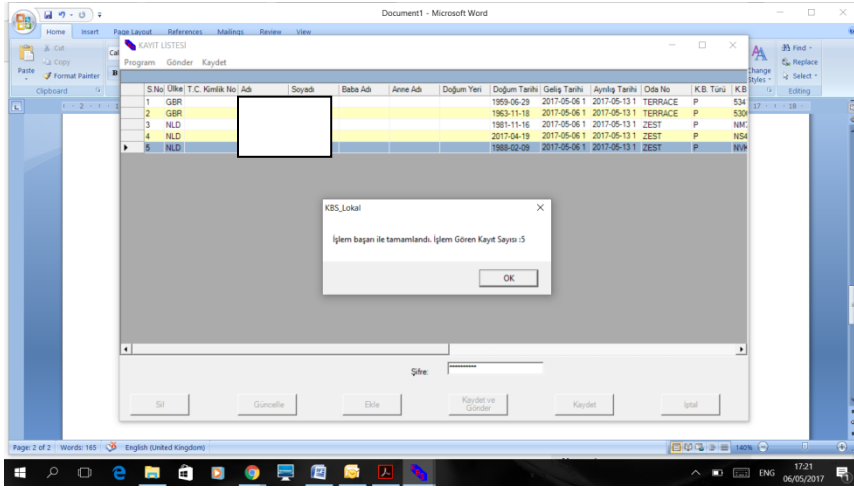 Document1 - Microsoft Word
Home Insert Page Layout References Mailings Review View
Cut
Copy
Format Painter
Paste
Clipboard
Find
Replace
Select
Editing
Change
Styles
KAYIT LİSTESİ
Program Gönder Kaydet
S.No Ülke T.C. Kimlik No Adı Soyadı Baba Adı Anne Adı Doğum Yeri Doğum Tarihi Geliş Tarihi Ayrılış Tarihi Oda No K.B. Türü K.B
1 GBR 1959-06-29 2017-05-06 1 2017-05-13 1 TERRACE P 534
2 GBR 1963-11-18 2017-05-06 1 2017-05-13 1 TERRACE P 530
3 NLD 1981-11-16 2017-05-06 1 2017-05-13 1 ZEST P
4 NLD 2017-04-19 2017-05-06 1 2017-05-13 1 ZEST P NS4
5 NLD 1988-02-09 2017-05-06 1 2017-05-13 1 ZEST P
KBS_Lokal
İşlem başarı ile tamamlandı. İşlem Gören Kayıt Sayısı :5
OK
Şifre:
Sil Güncelle Ekle Kaydet ve Gönder Kaydet İptal
Page: 2 of 2 Words: 165 English (United Kingdom) 140%
ENG 17:21
06/05/2017